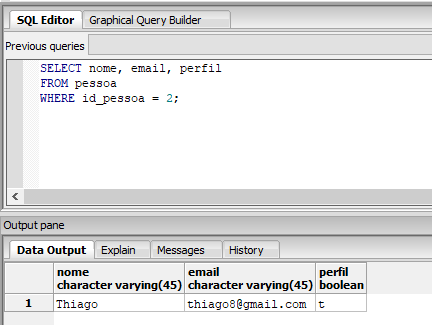 SQL Editor Graphical Query Builder
Previous queries
SELECT nome, email, perfil
FROM pessoa
WHERE id_pessoa = 2;
Output pane
Data Output Explain Messages History
nome email perfil
character varying(45) character varying(45) boolean
1 Thiago thiago8@gmail.com t